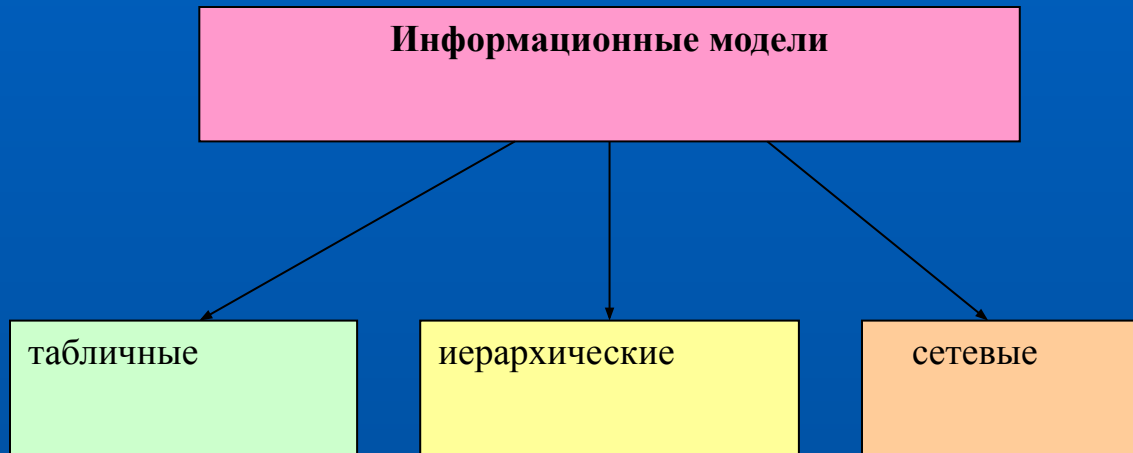 Информационные модели
табличные
иерархические
сетевые